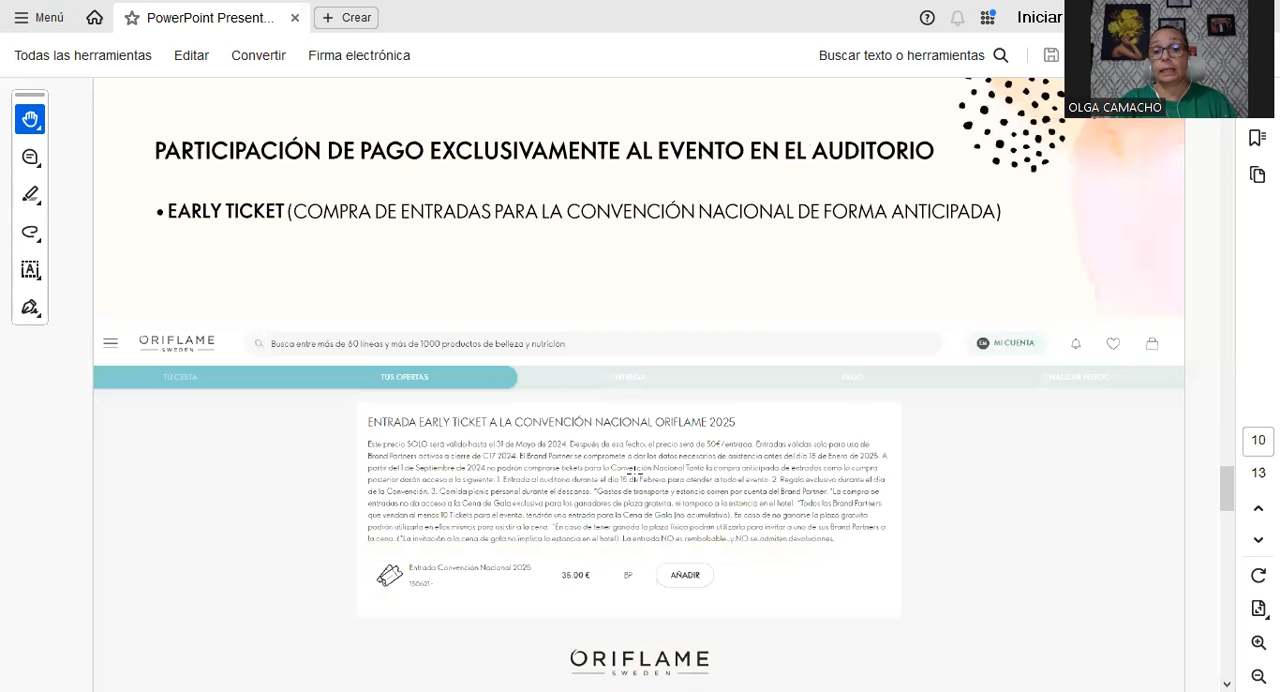 Menú
PowerPoint Present...
Crear
Iniciar
Todas las herramientas
Editar
Convertir
Firma electrónica
Buscar texto o herramientas
OLGA CAMACHO
PARTICIPACIÓN DE PAGO EXCLUSIVAMENTE AL EVENTO EN EL AUDITORIO
• EARLY TICKET (COMPRA DE ENTRADAS PARA LA CONVENCIÓN NACIONAL DE FORMA ANTICIPADA)
ORIFLAME
SWEDEN
Busca entre más de 60 líneas y más de 1000 productos de belleza y nutrición
MI CUENTA
TU CESTA
TUS OFERTAS
ENTREGA
PAGO
FINALIZAR PEDIDO
ENTRADA EARLY TICKET A LA CONVENCIÓN NACIONAL ORIFLAME 2025
Este precio SOLO será válido hasta el 31 de Mayo de 2024. Después de esa fecha, el precio será de 50€/entrada. Entradas válidas solo para uso de
Brand Partners activos a cierre de C17 2024. El Brand Partner se compromete a dar los datos necesarios de asistencia antes del día 15 de Enero de 2025. A
partir del 1 de Septiembre de 2024 no podrán comprarse tickets para la Convención Nacional Tanto la compra anticipada de entradas como la compra
posterior darán acceso a lo siguiente: 1. Entrada al auditorio durante el día 15 de Febrero para atender a todo el evento. 2. Regalo exclusivo durante el día
de la Convención. 3. Comida picnic personal durante el descanso. *Gastos de transporte y estancia corren por cuenta del Brand Partner. *La compra de
entradas no da acceso a la Cena de Gala exclusiva para los ganadores de plaza gratuita, ni tampoco a la estancia en el hotel. *Todos los Brand Partners
que vendan al menos 10 Tickets para el evento, tendrán una entrada para la Cena de Gala (no acumulativo). En caso de no ganarse la plaza gratuita
podrán utilizarla en ellos mismos para asistir a la cena. *En caso de tener ganada la plaza física podrán utilizarla para invitar a uno de sus Brand Partners a
la cena. (*La invitación a la cena de gala no implica la estancia en el hotel). La entrada NO es rembolsable, y NO se admiten devoluciones.
Entrada Convención Nacional 2025
35.00 €
BP
AÑADIR
ORIFLAME
SWEDEN
10
13